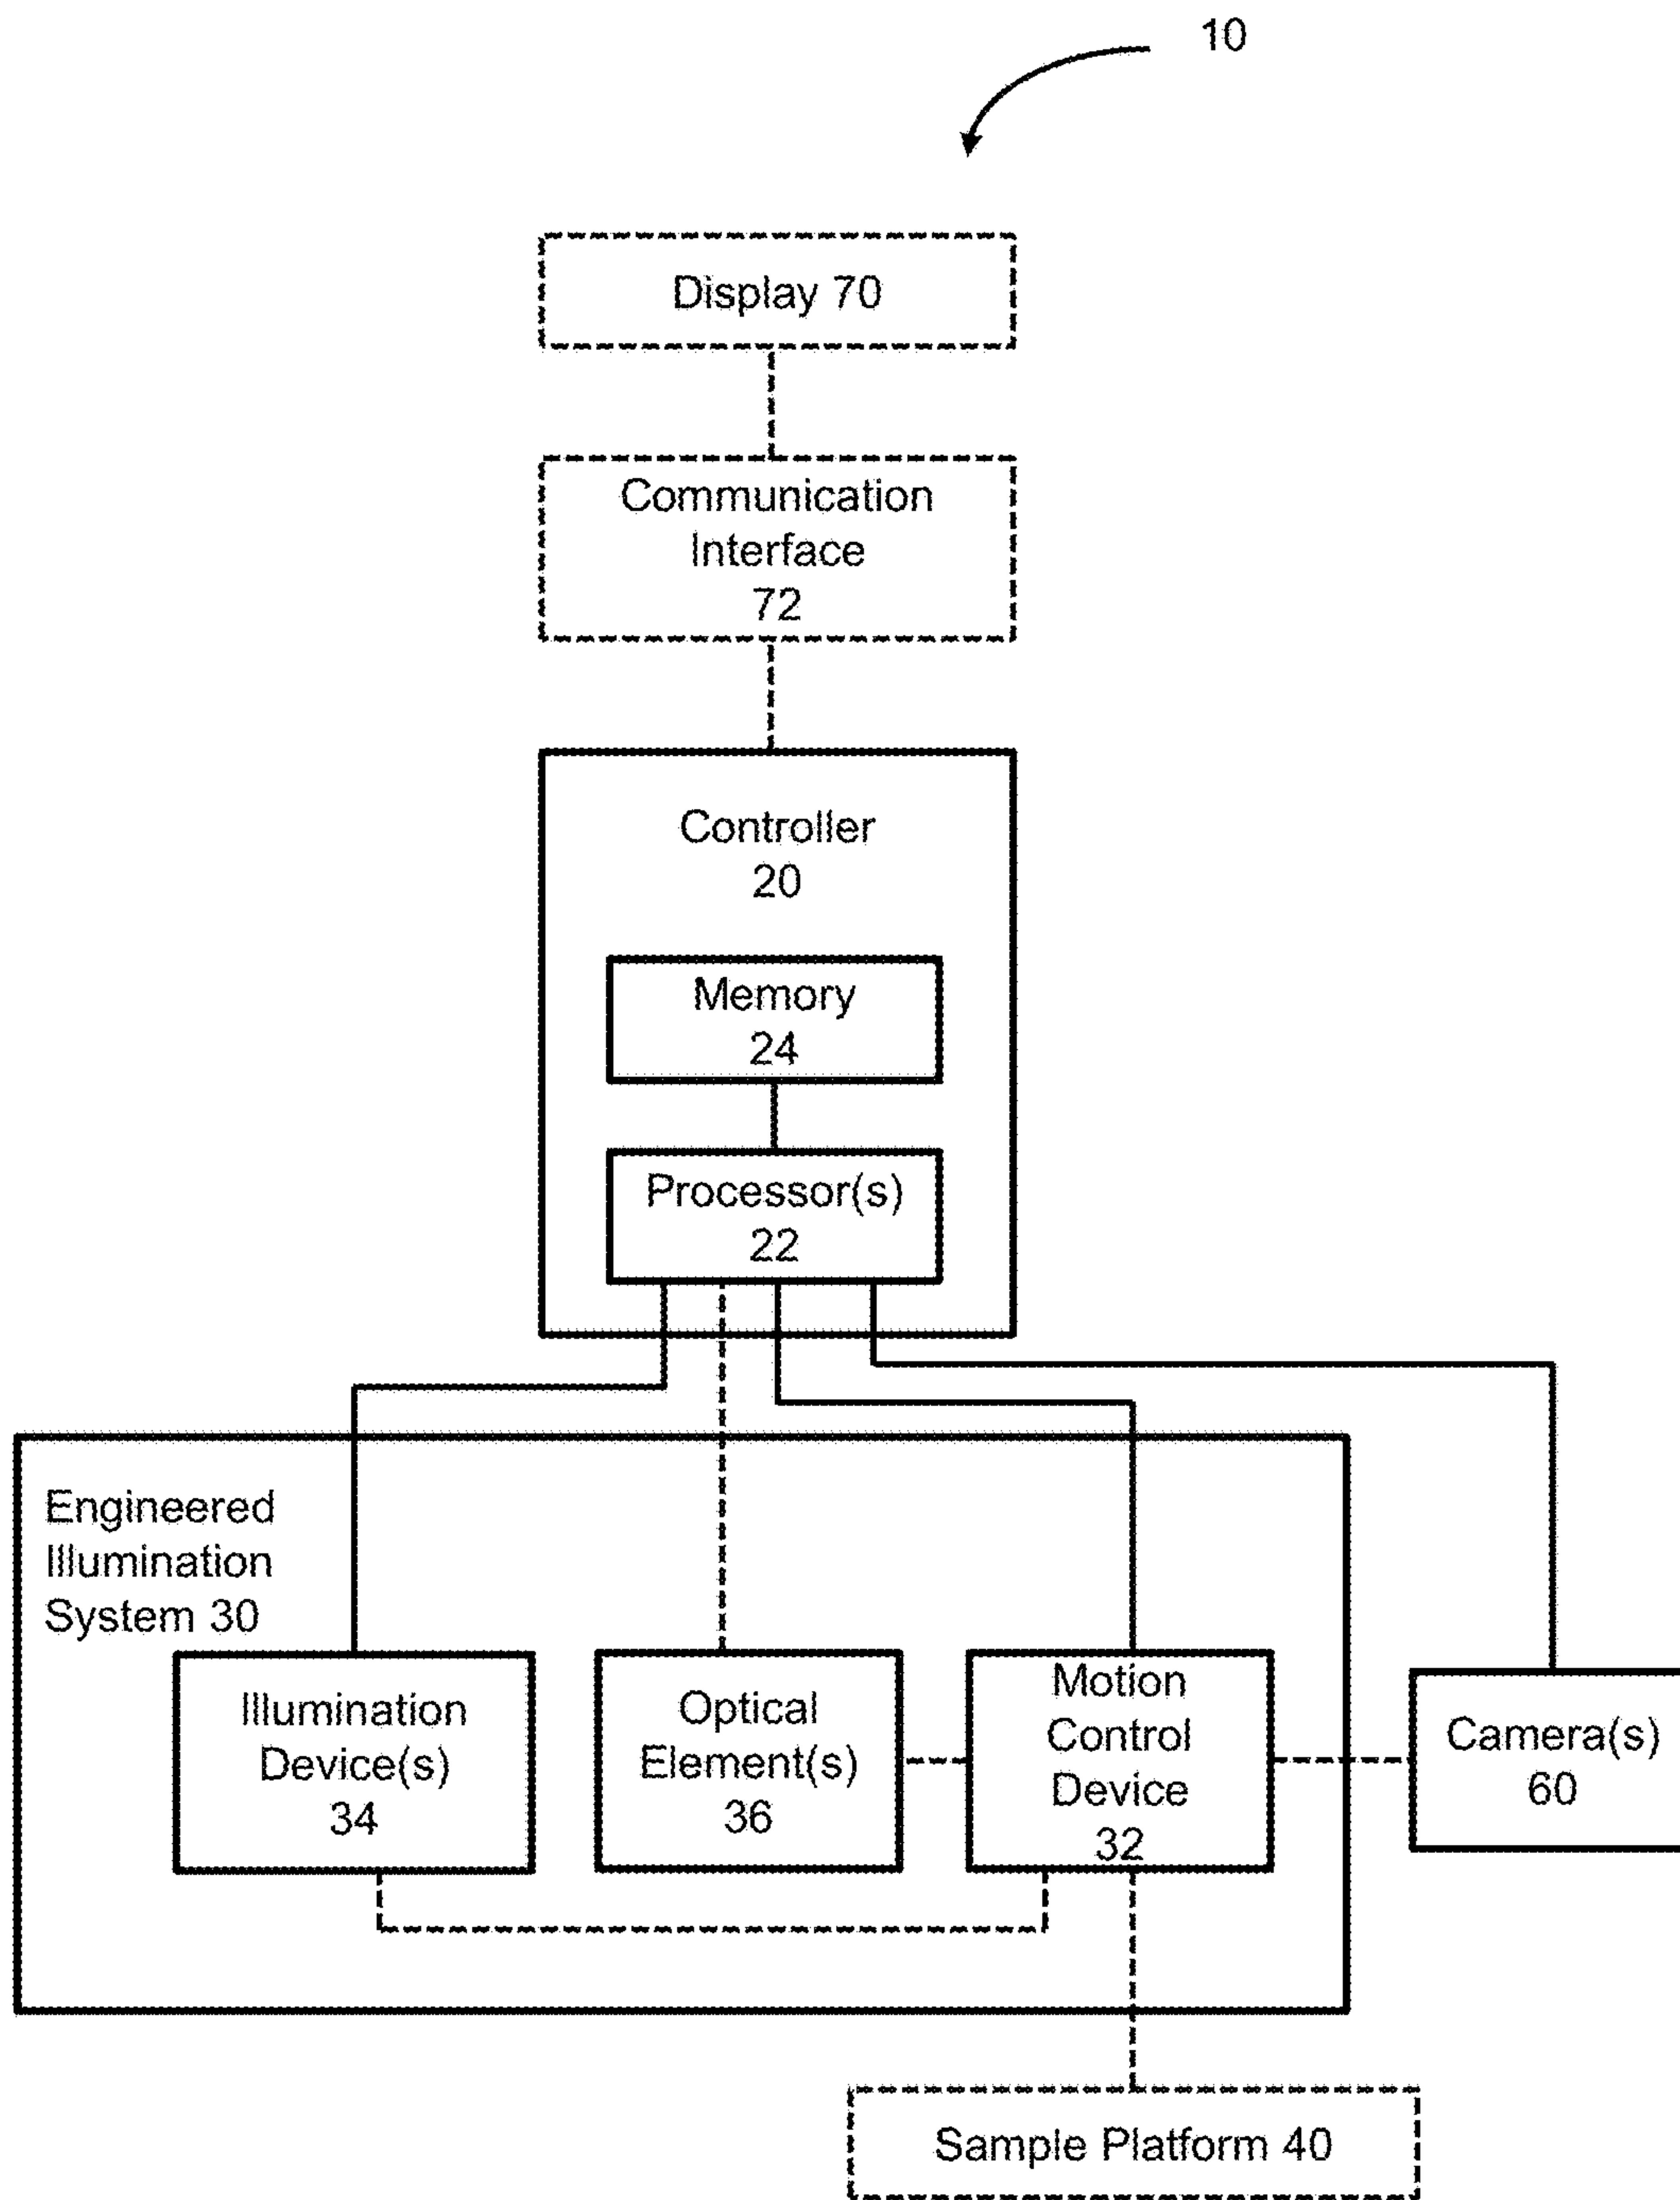 10
Display 70
Communication
Interface
72
Controller
20
Memory
24
Processor(s)
22
Engineered
Illumination
System 30
Illumination
Device(s)
34
Optical
Element(s)
36
Motion
Control
Device
32
Camera(s)
60
Sample Platform 40